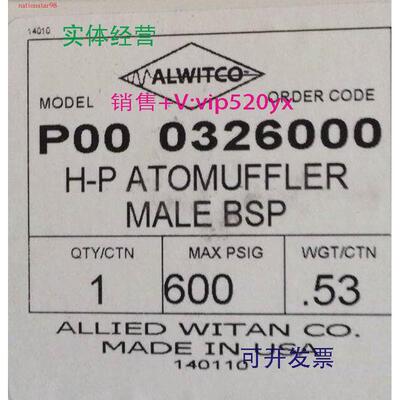 nationstar98
14010
实体经营
ALWITCO
MODEL
ORDER CODE
销售+V:vip520yx
P00 0326000
H-P ATOMUFFLER
MALE BSP
QTY/CTN
MAX PSIG
WGT/CTN
1
600
.53
ALLIED WITAN CO.
MADE IN USA
140110
可开发票